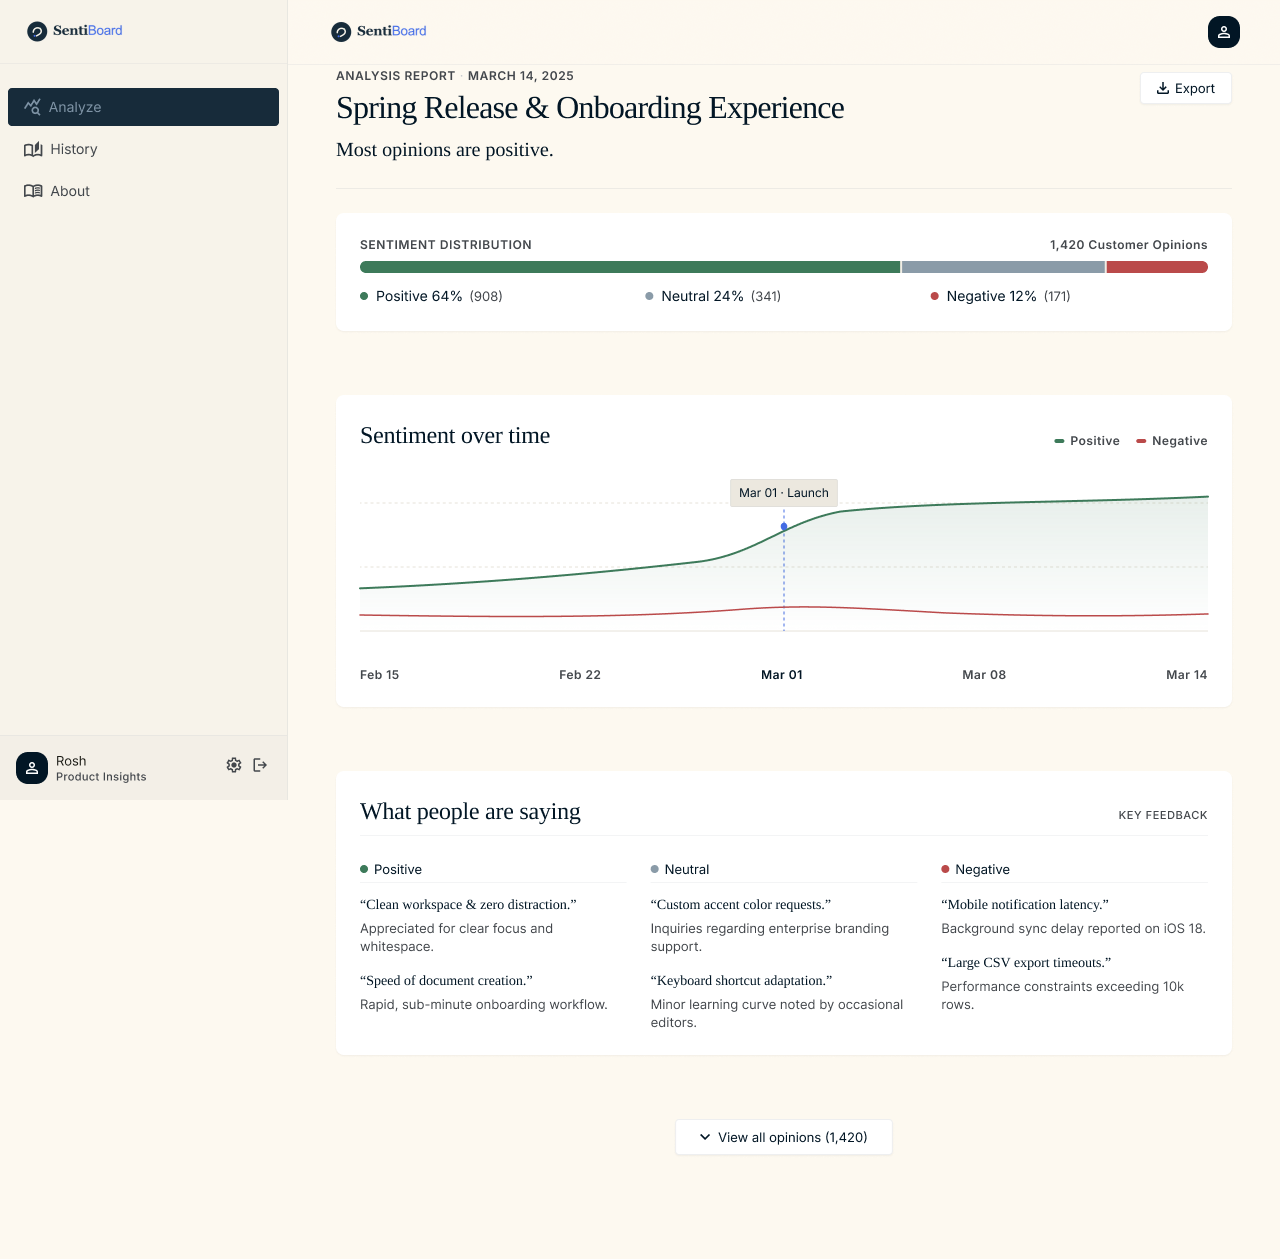 SentiBoard
Analyze
History
About
Rosh
Product Insights
SentiBoard
ANALYSIS REPORT · MARCH 14, 2025
Export
Spring Release & Onboarding Experience
Most opinions are positive.
SENTIMENT DISTRIBUTION
1,420 Customer Opinions
Positive 64% (908)
Neutral 24% (341)
Negative 12% (171)
Sentiment over time
Positive
Negative
Mar 01 · Launch
Feb 15
Feb 22
Mar 01
Mar 08
Mar 14
What people are saying
KEY FEEDBACK
Positive
“Clean workspace & zero distraction.”
Appreciated for clear focus and
whitespace.
“Speed of document creation.”
Rapid, sub-minute onboarding workflow.
Neutral
“Custom accent color requests.”
Inquiries regarding enterprise branding
support.
“Keyboard shortcut adaptation.”
Minor learning curve noted by occasional
editors.
Negative
“Mobile notification latency.”
Background sync delay reported on iOS 18.
“Large CSV export timeouts.”
Performance constraints exceeding 10k
rows.
View all opinions (1,420)